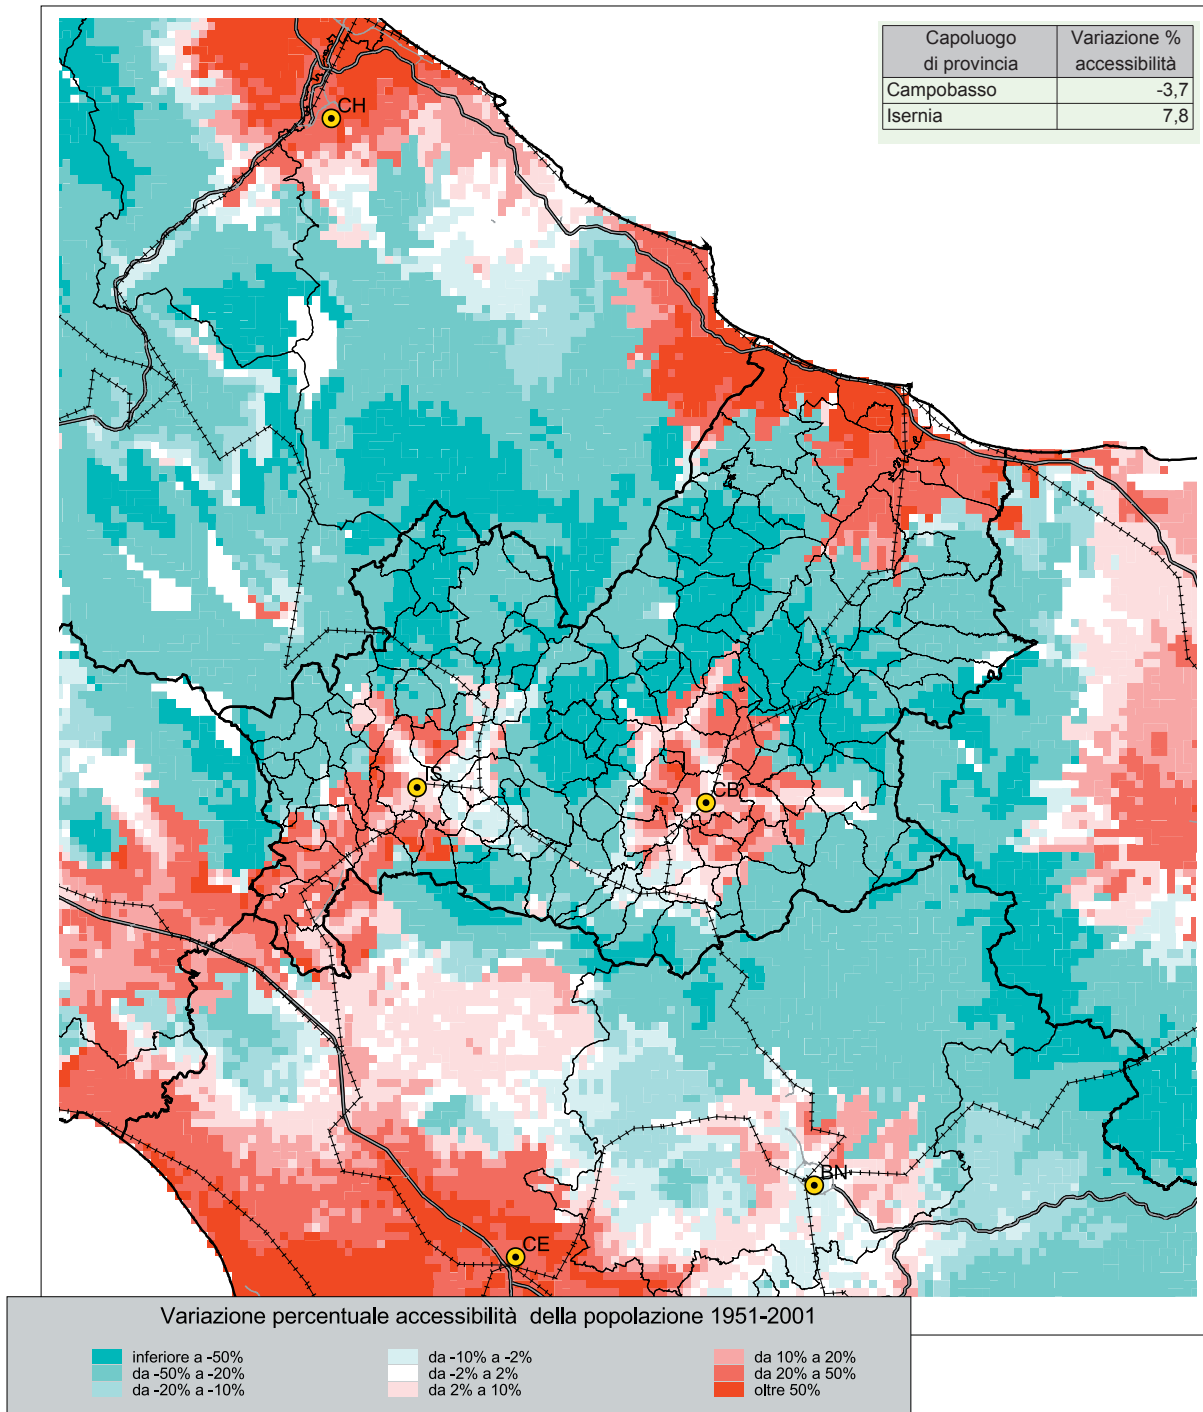 Capoluogo di provincia Variazione % accessibilità
Campobasso -3,7
Isernia 7,8
CH
IS
CB
BN
CE
Variazione percentuale accessibilità della popolazione 1951-2001
inferiore a -50%
da -50% a -20%
da -20% a -10%
da -10% a -2%
da -2% a 2%
da 2% a 10%
da 10% a 20%
da 20% a 50%
oltre 50%